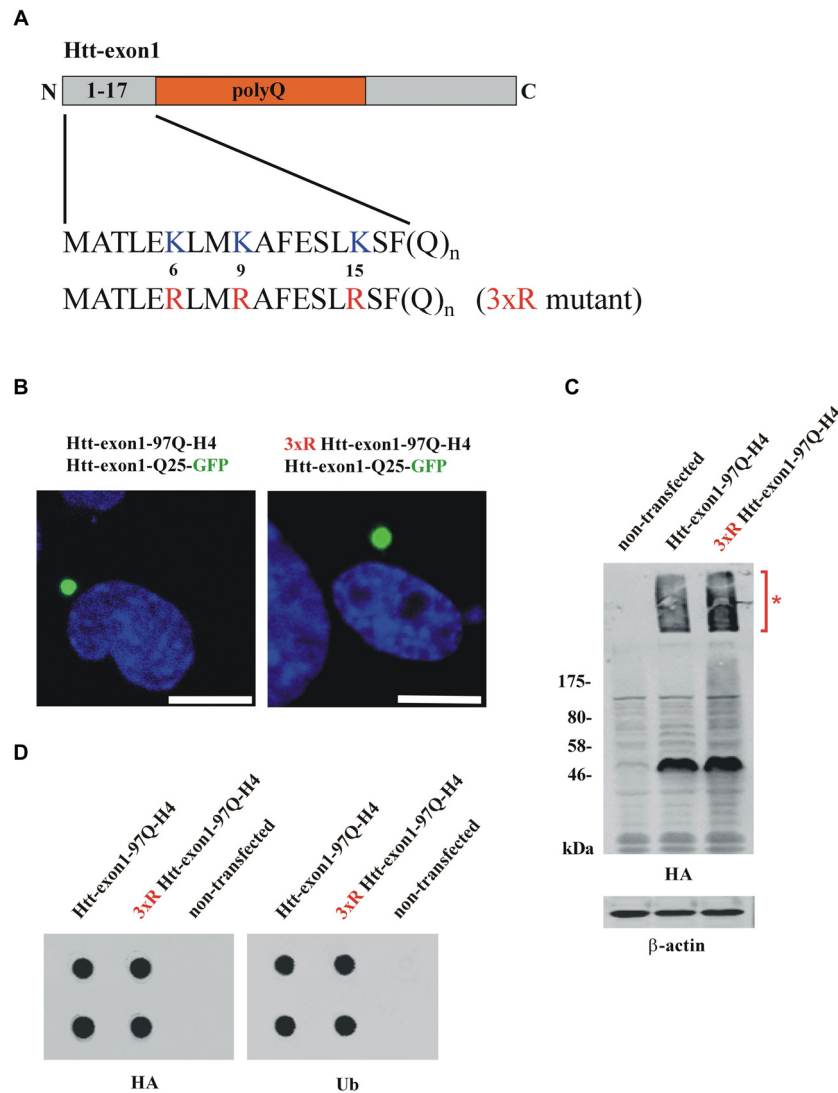 A
Htt-exon1
N 1-17 polyQ C
MATLEKLMKAFESLKSF(Q)n
6 9 15
MATLERLMRAFESLRSF(Q)n (3xR mutant)
B
Htt-exon1-97Q-H4
Htt-exon1-Q25-GFP
3xR Htt-exon1-97Q-H4
Htt-exon1-Q25-GFP
C
non-transfected
Htt-exon1-97Q-H4
3xR Htt-exon1-97Q-H4
*
175-
80-
58-
46-
kDa
HA
β-actin
D
Htt-exon1-97Q-H4
3xR Htt-exon1-97Q-H4
non-transfected
Htt-exon1-97Q-H4
3xR Htt-exon1-97Q-H4
non-transfected
HA
Ub